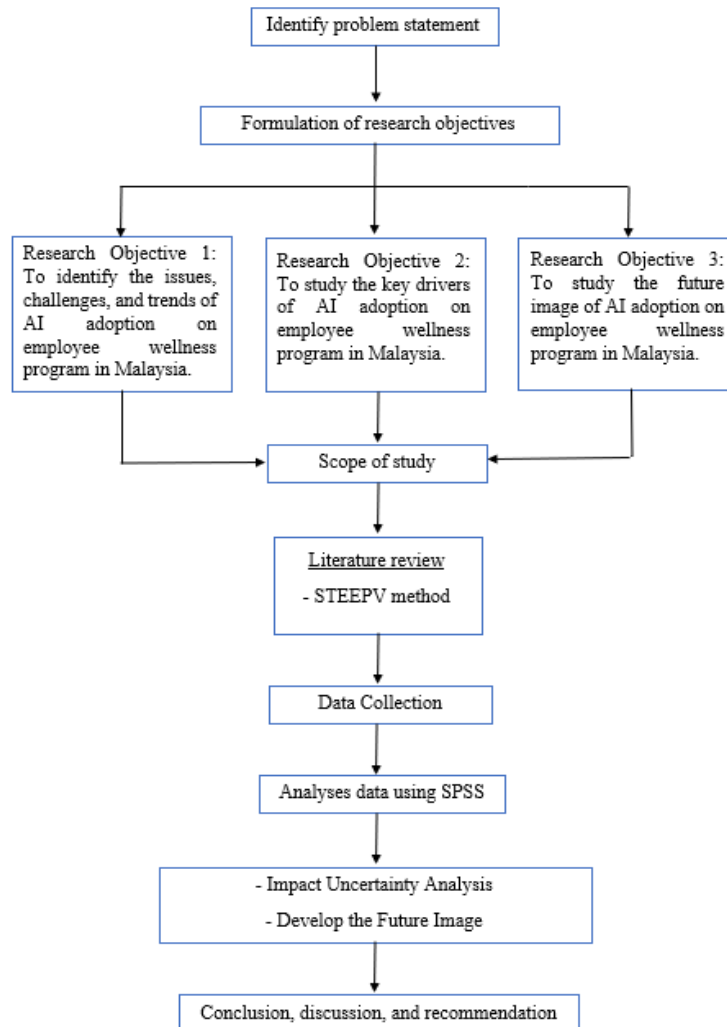 Identify problem statement
Formulation of research objectives
Research Objective 1:
To identify the issues,
challenges, and trends of
AI adoption on
employee wellness
program in Malaysia.
Research Objective 2:
To study the key drivers
of AI adoption on
employee wellness
program in Malaysia.
Research Objective 3:
To study the future
image of AI adoption on
employee wellness
program in Malaysia.
Scope of study
Literature review
- STEEPV method
Data Collection
Analyses data using SPSS
- Impact Uncertainty Analysis
- Develop the Future Image
Conclusion, discussion, and recommendation